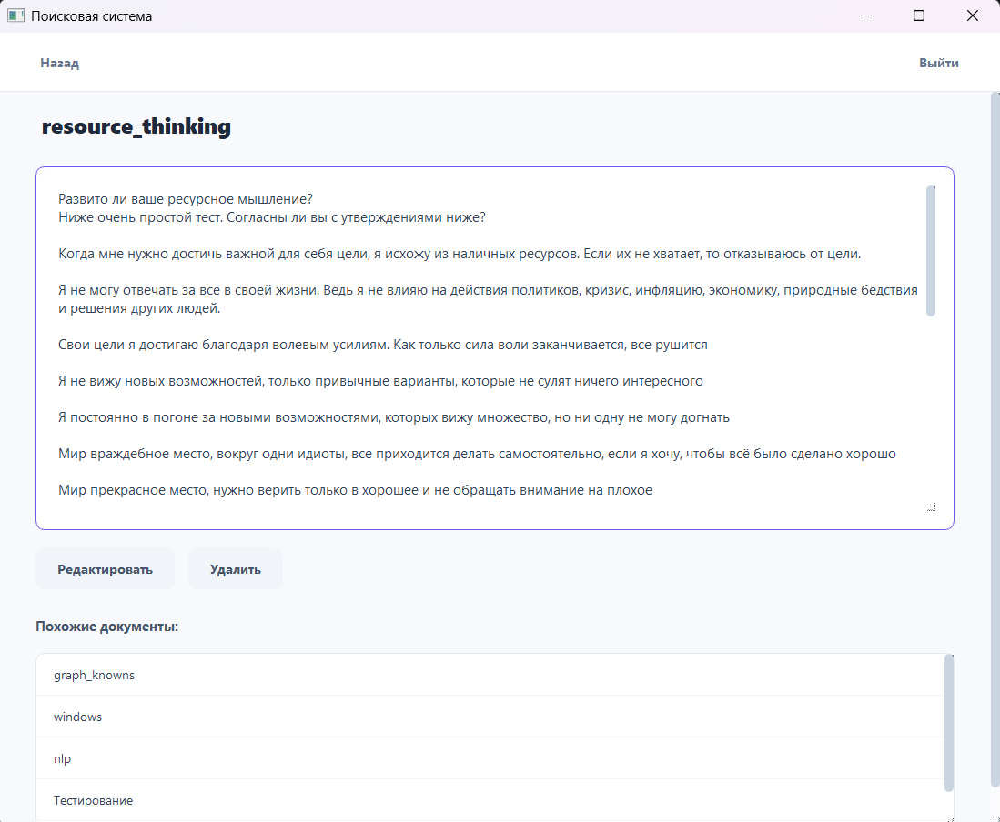 Поисковая система
Назад
Выйти
resource_thinking
Развито ли ваше ресурсное мышление?
Ниже очень простой тест. Согласны ли вы с утверждениями ниже?
Когда мне нужно достичь важной для себя цели, я исхожу из наличных ресурсов. Если их не хватает, то отказываюсь от цели.
Я не могу отвечать за всё в своей жизни. Ведь я не влияю на действия политиков, кризис, инфляцию, экономику, природные бедствия
и решения других людей.
Свои цели я достигаю благодаря волевым усилиям. Как только сила воли заканчивается, все рушится
Я не вижу новых возможностей, только привычные варианты, которые не сулят ничего интересного
Я постоянно в погоне за новыми возможностями, которых вижу множество, но ни одну не могу догнать
Мир враждебное место, вокруг одни идиоты, все приходится делать самостоятельно, если я хочу, чтобы всё было сделано хорошо
Мир прекрасное место, нужно верить только в хорошее и не обращать внимание на плохое
Редактировать
Удалить
Похожие документы:
graph_knowns
windows
nlp
Тестирование